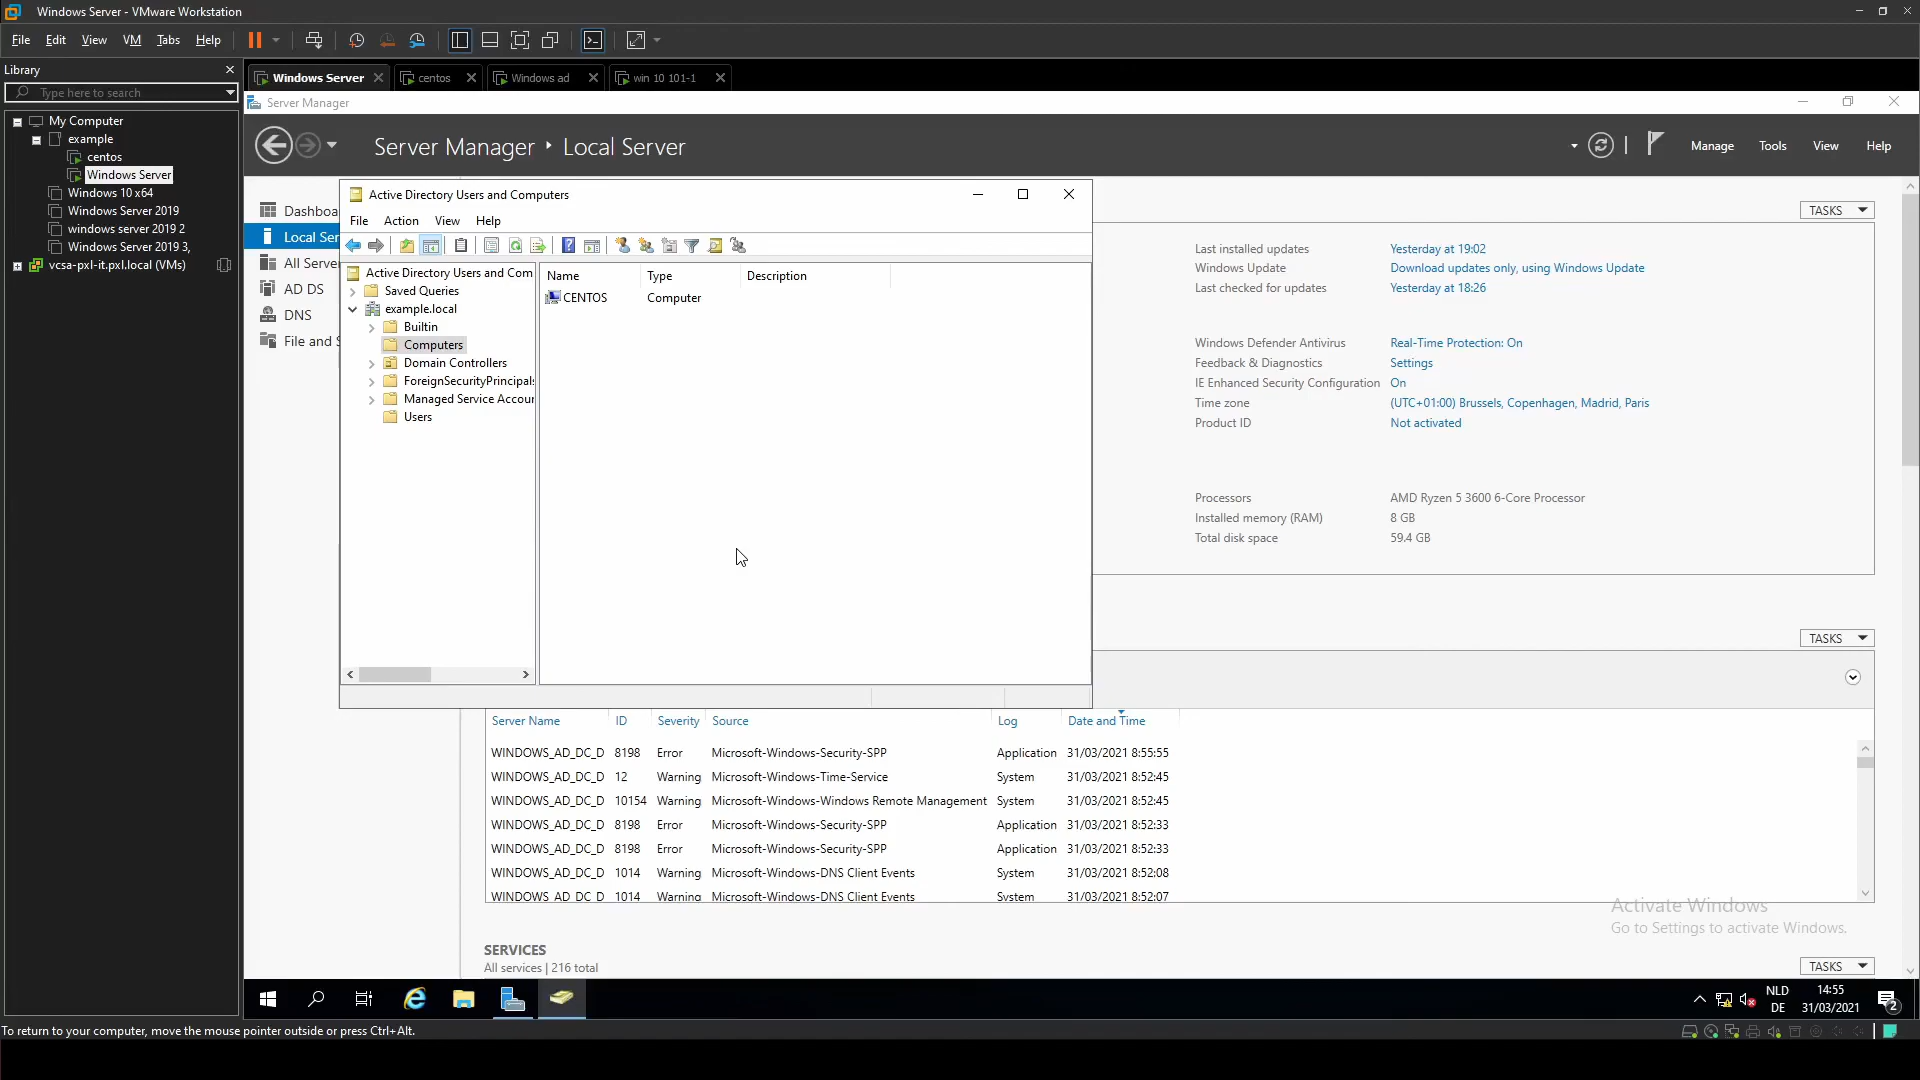 Windows Server - VMware Workstation
File Edit View VM Tabs Help
Library
Type here to search
My Computer
example
centos
Windows Server
Windows 10 x64
Windows Server 2019
windows server 2019 2
Windows Server 2019 3,
vcsa-pxl-it.pxl.local (VMs)
Windows Server centos Windows ad win 10 101-1
Server Manager
Server Manager Local Server
Manage Tools View Help
Dashboa
Local Ser
All Serve
AD DS
DNS
File and S
Active Directory Users and Computers
File Action View Help
Active Directory Users and Com
Saved Queries
example.local
Builtin
Computers
Domain Controllers
ForeignSecurityPrincipals
Managed Service Accour
Users
Name Type Description
CENTOS Computer
TASKS
Last installed updates Yesterday at 19:02
Windows Update Download updates only, using Windows Update
Last checked for updates Yesterday at 18:26
Windows Defender Antivirus Real-Time Protection: On
Feedback & Diagnostics Settings
IE Enhanced Security Configuration On
Time zone (UTC+01:00) Brussels, Copenhagen, Madrid, Paris
Product ID Not activated
Processors AMD Ryzen 5 3600 6-Core Processor
Installed memory (RAM) 8 GB
Total disk space 59.4 GB
TASKS
Server Name ID Severity Source Log Date and Time
WINDOWS_AD_DC_D 8198 Error Microsoft-Windows-Security-SPP Application 31/03/2021 8:55:55
WINDOWS_AD_DC_D 12 Warning Microsoft-Windows-Time-Service System 31/03/2021 8:52:45
WINDOWS_AD_DC_D 10154 Warning Microsoft-Windows-Windows Remote Management System 31/03/2021 8:52:45
WINDOWS_AD_DC_D 8198 Error Microsoft-Windows-Security-SPP Application 31/03/2021 8:52:33
WINDOWS_AD_DC_D 8198 Error Microsoft-Windows-Security-SPP Application 31/03/2021 8:52:33
WINDOWS_AD_DC_D 1014 Warning Microsoft-Windows-DNS Client Events System 31/03/2021 8:52:08
WINDOWS_AD_DC_D 1014 Warning Microsoft-Windows-DNS Client Events System 31/03/2021 8:52:07
Activate Windows
Go to Settings to activate Windows.
SERVICES
All services | 216 total
TASKS
NLD
DE
14:55
31/03/2021
2
To return to your computer, move the mouse pointer outside or press Ctrl+Alt.